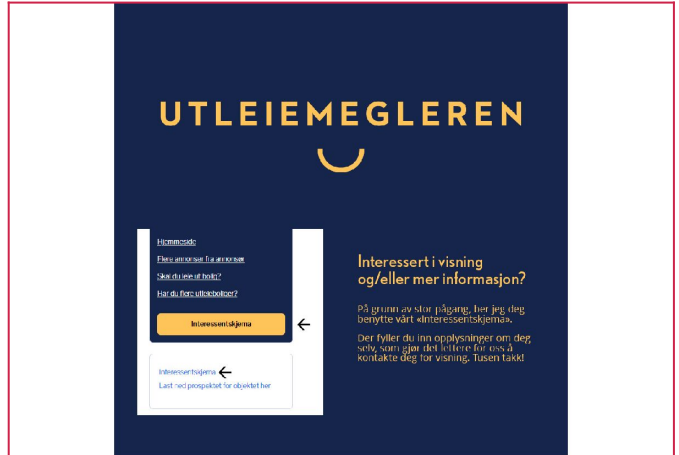 UTLEIEMEGLEREN
Hjemmeside
Flere annonser fra annonsør
Skal du leie ut bolig?
Har du flere utleieboliger?
Interessentskjema
Interessentskjema
Last ned prospektet for objektet her
Interessert i visning
og/eller mer informasjon?
På grunn av stor pågang, ber jeg deg
benytte vårt «Interessentskjema».
Der fyller du inn opplysninger om deg
selv, som gjør det lettere for oss å
kontakte deg for visning. Tusen takk!